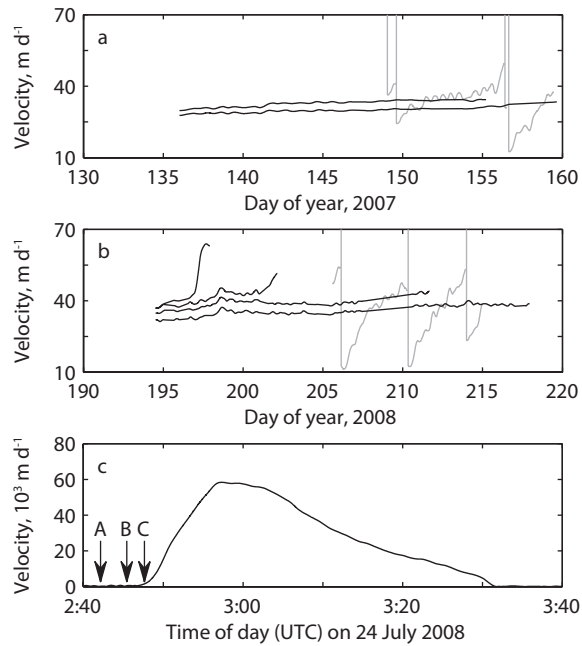 70
a
Velocity, m d-1
40
10
130 135 140 145 150 155 160
Day of year, 2007
70
b
Velocity, m d-1
40
10
190 195 200 205 210 215 220
Day of year, 2008
80
c
Velocity, 10³ m d-1
60
40
A B C
20
0
2:40 3:00 3:20 3:40
Time of day (UTC) on 24 July 2008